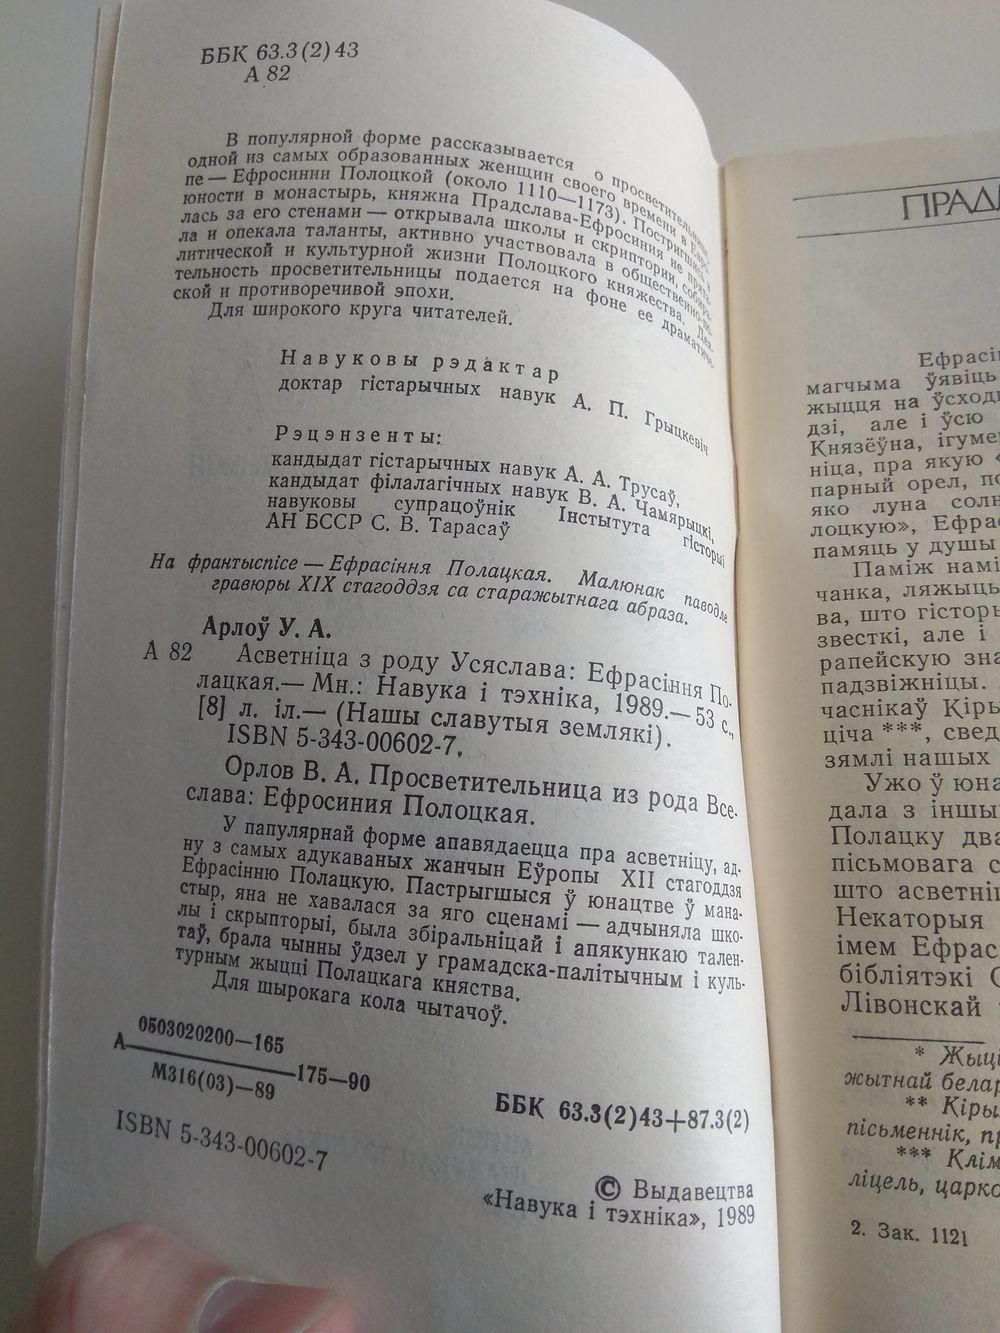 ББК 63.3(2)43
А 82
В популярной форме рассказывается о просветительнице,
одной из самых образованных женщин своего времени в Евро-
пе — Ефросинии Полоцкой (около 1110—1173). Постригшись в
юности в монастырь, княжна Прадслава-Ефросиния не прята-
лась за его стенами — открывала школы и скриптории, собира-
ла и опекала таланты, активно участвовала в общественно-по-
литической и культурной жизни Полоцкого княжества. Дея-
тельность просветительницы подается на фоне ее драматиче-
ской и противоречивой эпохи.
Для широкого круга читателей.
Навуковы рэдактар
доктар гістарычных навук А. П. Грыцкевіч
Рэцэнзенты:
кандыдат гістарычных навук А. А. Трусаў,
кандыдат філалагічных навук В. А. Чамярыцкі,
навуковы супрацоўнік Інстытута гісторыі
АН БССР С. В. Тарасаў
На франтыспісе — Ефрасіння Полацкая. Малюнак паводле
гравюры XIX стагоддзя са старажытнага абраза.
Арлоў У. А.
А 82 Асветніца з роду Усяслава: Ефрасіння По-
лацкая.— Мн.: Навука і тэхніка, 1989.— 53 с.,
[8] л. іл.— (Нашы славутыя землякі).
ISBN 5-343-00602-7.
Орлов В. А. Просветительница из рода Все-
слава: Ефросиния Полоцкая.
У папулярнай форме апавядаецца пра асветніцу, ад-
ну з самых адукаваных жанчын Еўропы XII стагоддзя
Ефрасінню Полацкую. Пастрыгшыся ў юнацтве ў мана-
стыр, яна не хавалася за яго сценамі — адчыняла шко-
лы і скрыпторыі, была збіральніцай і апякункаю тален-
таў, брала чынны ўдзел у грамадска-палітычным і куль-
турным жыцці Полацкага княства.
Для шырокага кола чытачоў.
0503020200—165
А 175—90
М316(03)—89
ББК 63.3(2)43+87.3(2)
ISBN 5-343-00602-7
© Выдавецтва
«Навука і тэхніка», 1989
магчыма ўявіць
жыцця на ўсход
дзі, але і ўсю
Князёўна, ігуме
ніца, пра якую
парный орел, по
яко луна солн
лоцкую», Ефрас
памяць у душы
Паміж намі
чанка, ляжыць
ва, што гісторы
звесткі, але і
рапейскую зна
падзвіжніцы.
часнікаў Кіры
ціча ***, свед
зямлі нашых
Ужо ў юна
дала з іншы
Полацку два
пісьмовага с
што асветні
Некаторыя
імем Ефрас
бібліятэкі С
Лівонскай
* Жыці
жытнай белар
** Кіры
пісьменнік, п
*** Клім
ліцель, царко
2. Зак. 1121